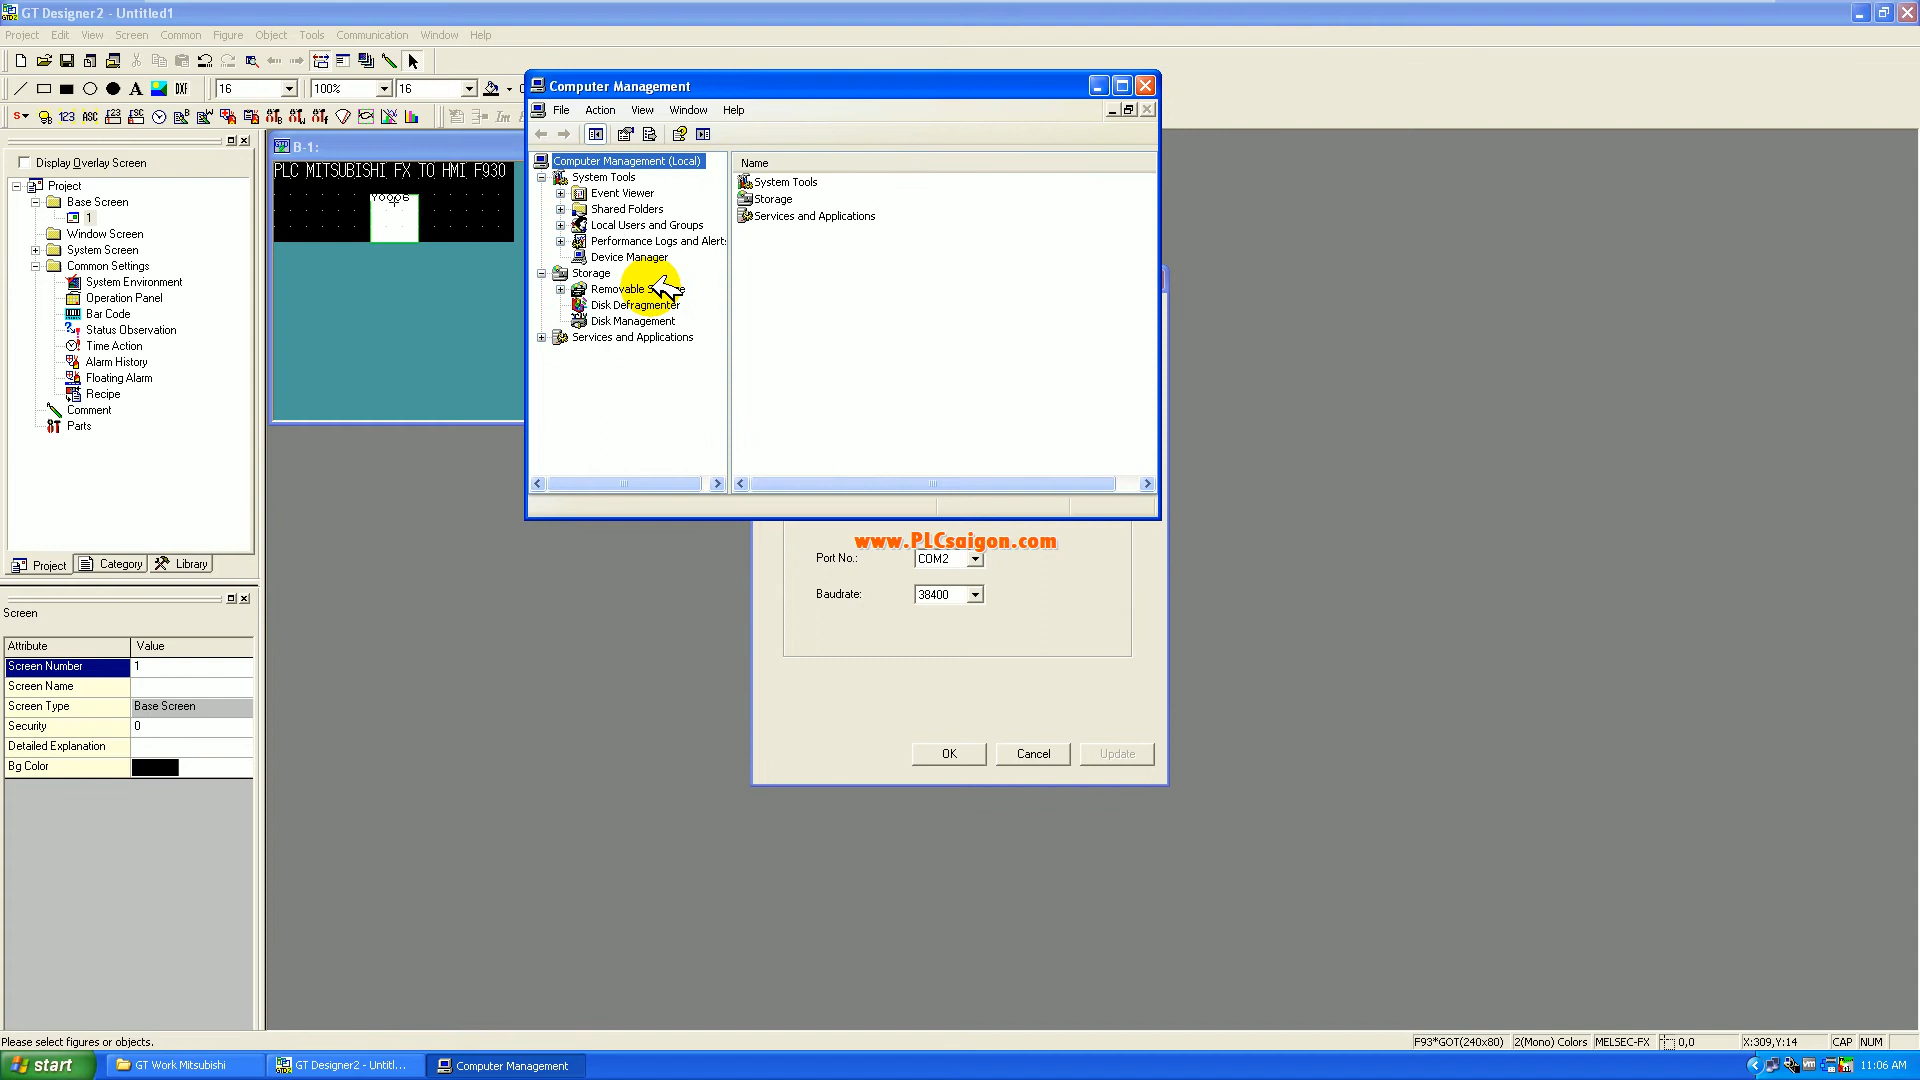 GT Designer2 - Untitled1
Project Edit View Screen Common Figure Object Tools Communication Window Help
16 100% 16
Display Overlay Screen
Project
Base Screen
1
Window Screen
System Screen
Common Settings
System Environment
Operation Panel
Bar Code
Status Observation
Time Action
Alarm History
Floating Alarm
Recipe
Comment
Parts
Project Category Library
Screen
Attribute Value
Screen Number 1
Screen Name
Screen Type Base Screen
Security 0
Detailed Explanation
Bg Color
B-1:
PLC MITSUBISHI FX TO HMI F930
Y0006
Computer Management
File Action View Window Help
Computer Management (Local)
System Tools
Event Viewer
Shared Folders
Local Users and Groups
Performance Logs and Alert
Device Manager
Storage
Removable
Disk Defragmenter
Disk Management
Services and Applications
Name
System Tools
Storage
Services and Applications
www.PLCsaigon.com
Port No.: COM2
Baudrate: 38400
OK Cancel Update
Please select figures or objects.
F93*GOT(240x80) 2(Mono) Colors MELSEC-FX 0,0 X:309,Y:14 CAP NUM
start GT Work Mitsubishi GT Designer2 - Untitl... Computer Management 11:06 AM